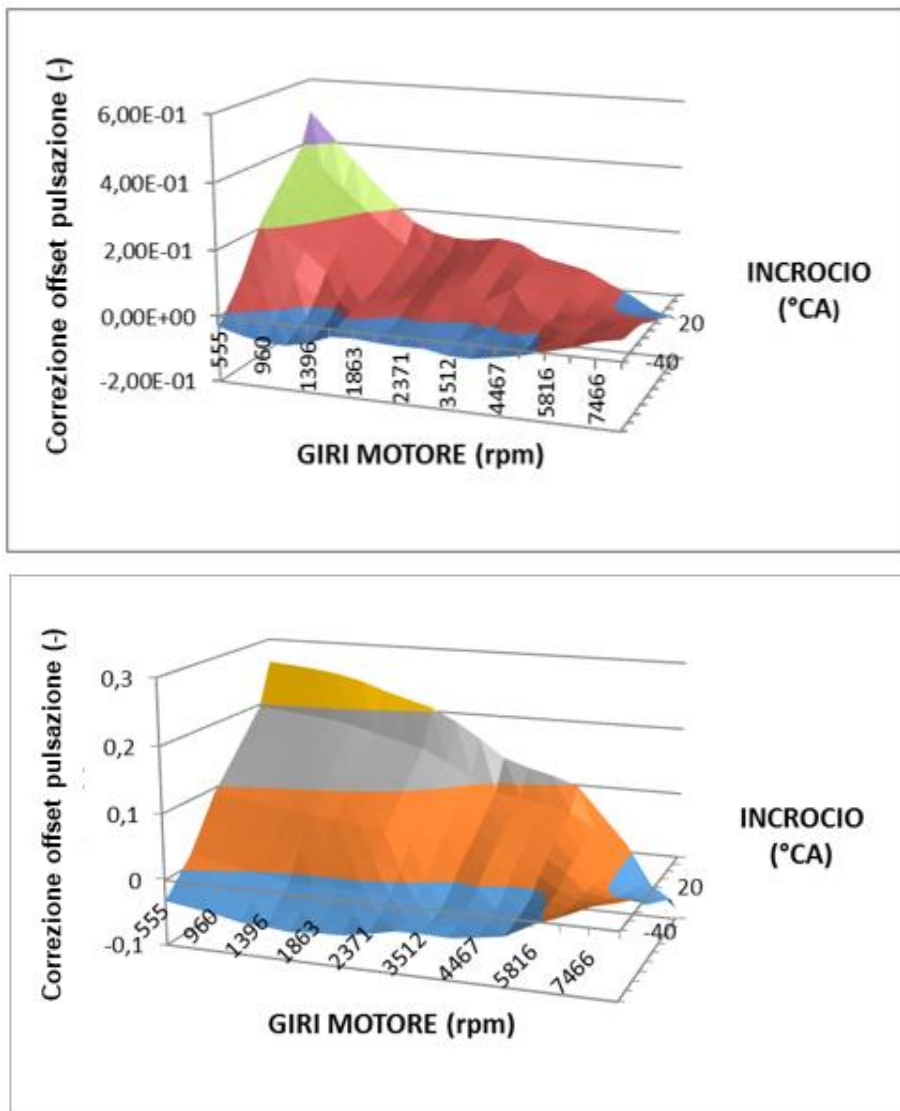 Correzione offset pulsazione (-)
6,00E-01
4,00E-01
2,00E-01
0,00E+00
-2,00E-01
555
960
1396
1863
2371
3512
4467
5816
7466
GIRI MOTORE (rpm)
20
-40
INCROCIO
(°CA)
Correzione offset pulsazione (-)
0,3
0,2
0,1
0
-0,1
555
960
1396
1863
2371
3512
4467
5816
7466
GIRI MOTORE (rpm)
20
-40
INCROCIO
(°CA)